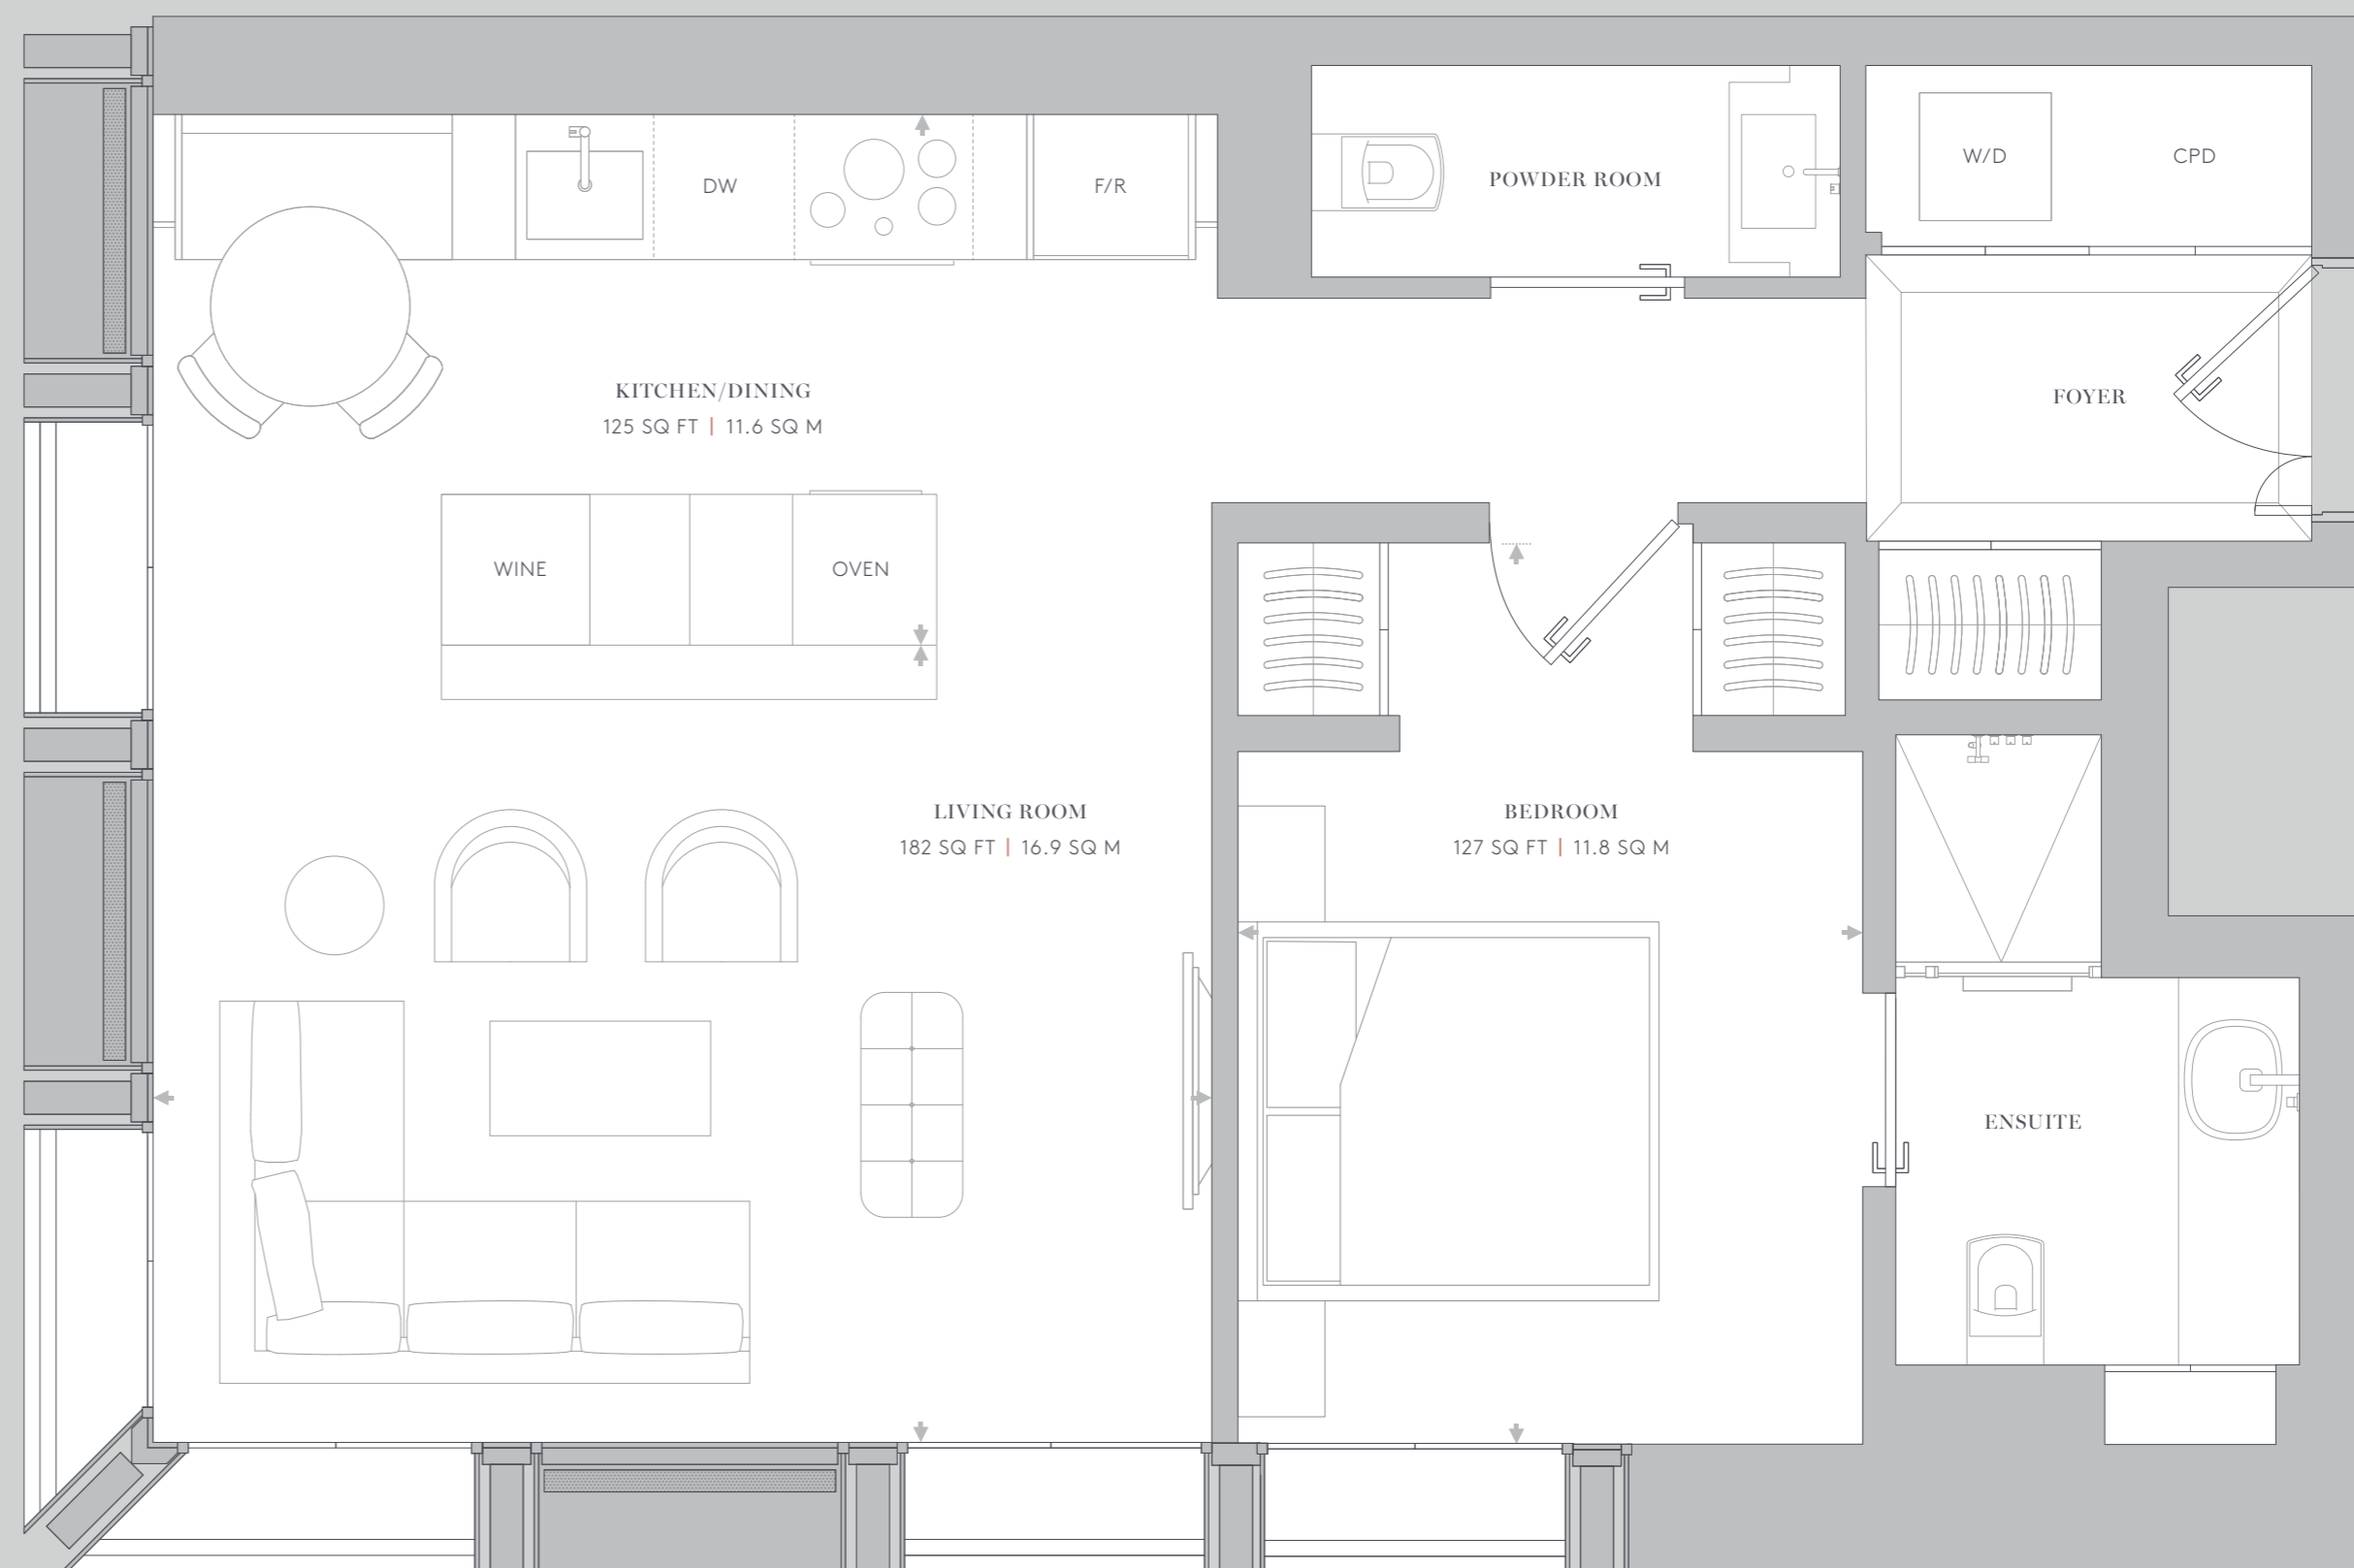 W/D
CPD
POWDER ROOM
DW
F/R
KITCHEN/DINING
125 SQ FT | 11.6 SQ M
FOYER
WINE
OVEN
LIVING ROOM
182 SQ FT | 16.9 SQ M
BEDROOM
127 SQ FT | 11.8 SQ M
ENSUITE